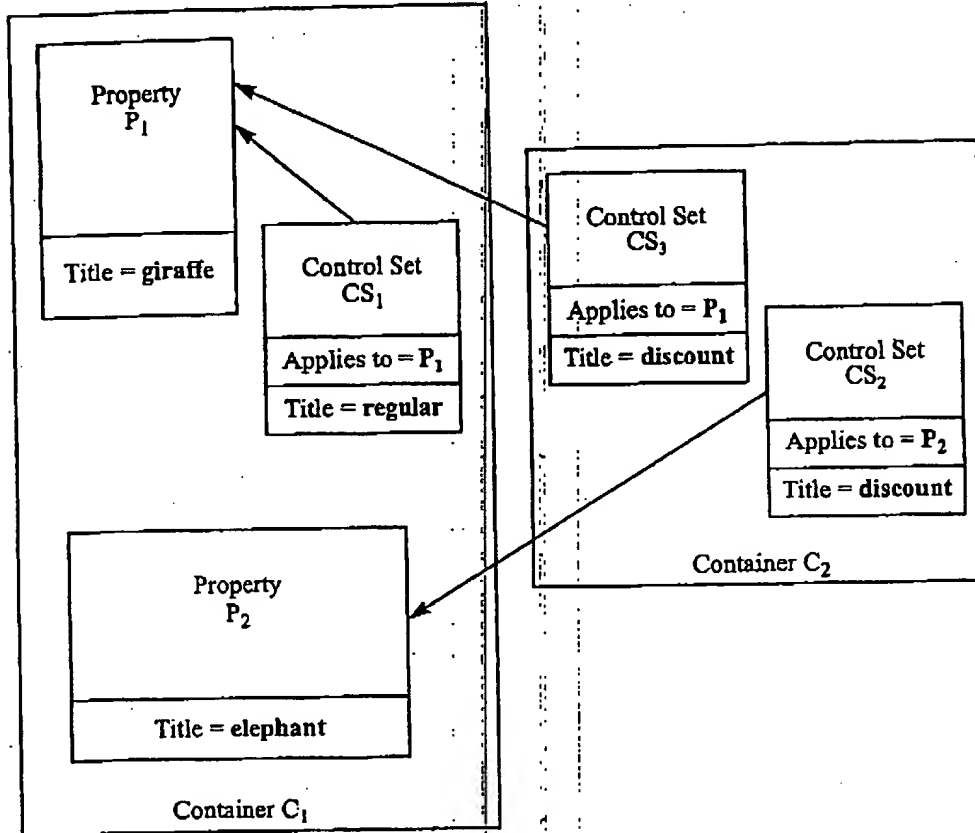 Property
P₁
Title = giraffe
Control Set
CS₁
Applies to = P₁
Title = regular
Property
P₂
Title = elephant
Container C₁
Control Set
CS₃
Applies to = P₁
Title = discount
Control Set
CS₂
Applies to = P₂
Title = discount
Container C₂